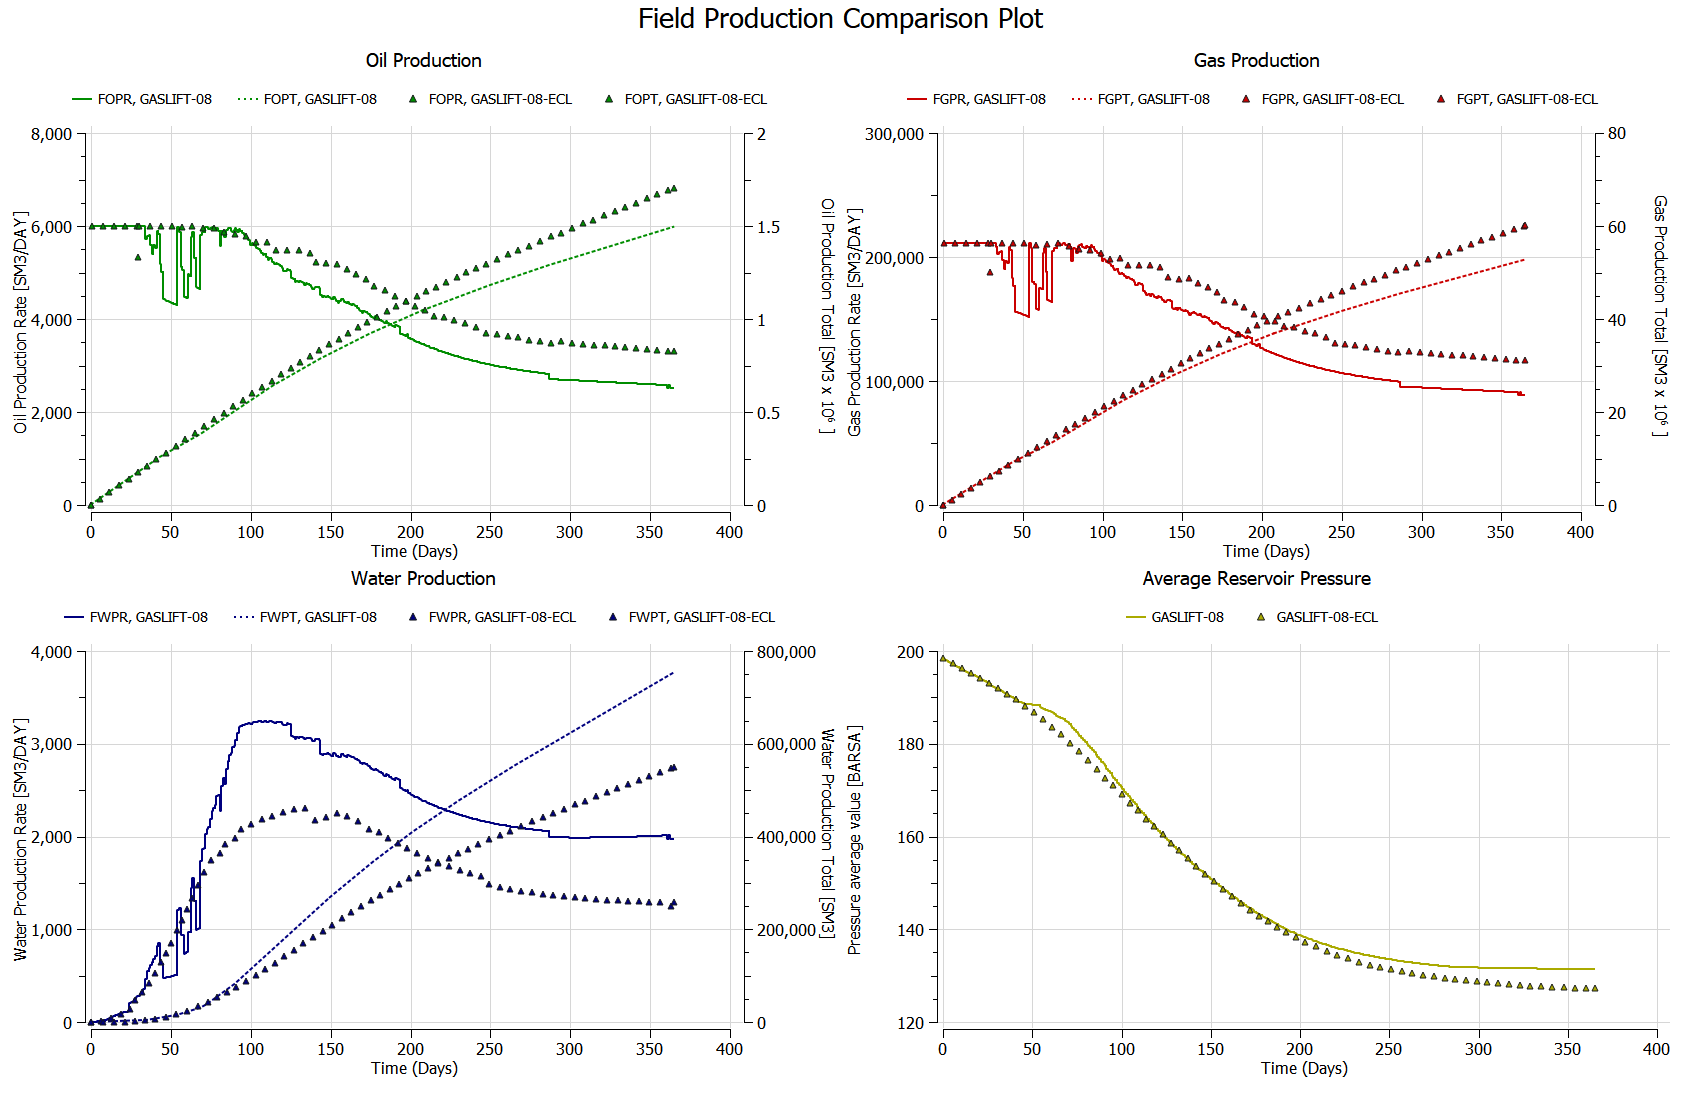 Field Production Comparison Plot
Oil Production
FOPR, GASLIFT-08
FOPT, GASLIFT-08
FOPR, GASLIFT-08-ECL
FOPT, GASLIFT-08-ECL
8,000
6,000
4,000
2,000
0
Oil Production Rate [SM3/DAY]
2
1.5
1
0.5
0
Oil Production Total [SM3 x 10⁶ ]
0 50 100 150 200 250 300 350 400
Time (Days)
Gas Production
FGPR, GASLIFT-08
FGPT, GASLIFT-08
FGPR, GASLIFT-08-ECL
FGPT, GASLIFT-08-ECL
300,000
200,000
100,000
0
Gas Production Rate [SM3/DAY]
80
60
40
20
0
Gas Production Total [SM3 x 10⁶ ]
0 50 100 150 200 250 300 350 400
Time (Days)
Water Production
FWPR, GASLIFT-08
FWPT, GASLIFT-08
FWPR, GASLIFT-08-ECL
FWPT, GASLIFT-08-ECL
4,000
3,000
2,000
1,000
0
Water Production Rate [SM3/DAY]
800,000
600,000
400,000
200,000
0
Water Production Total [SM3]
0 50 100 150 200 250 300 350 400
Time (Days)
Average Reservoir Pressure
GASLIFT-08
GASLIFT-08-ECL
200
180
160
140
120
Pressure average value [BARSA]
0 50 100 150 200 250 300 350 400
Time (Days)